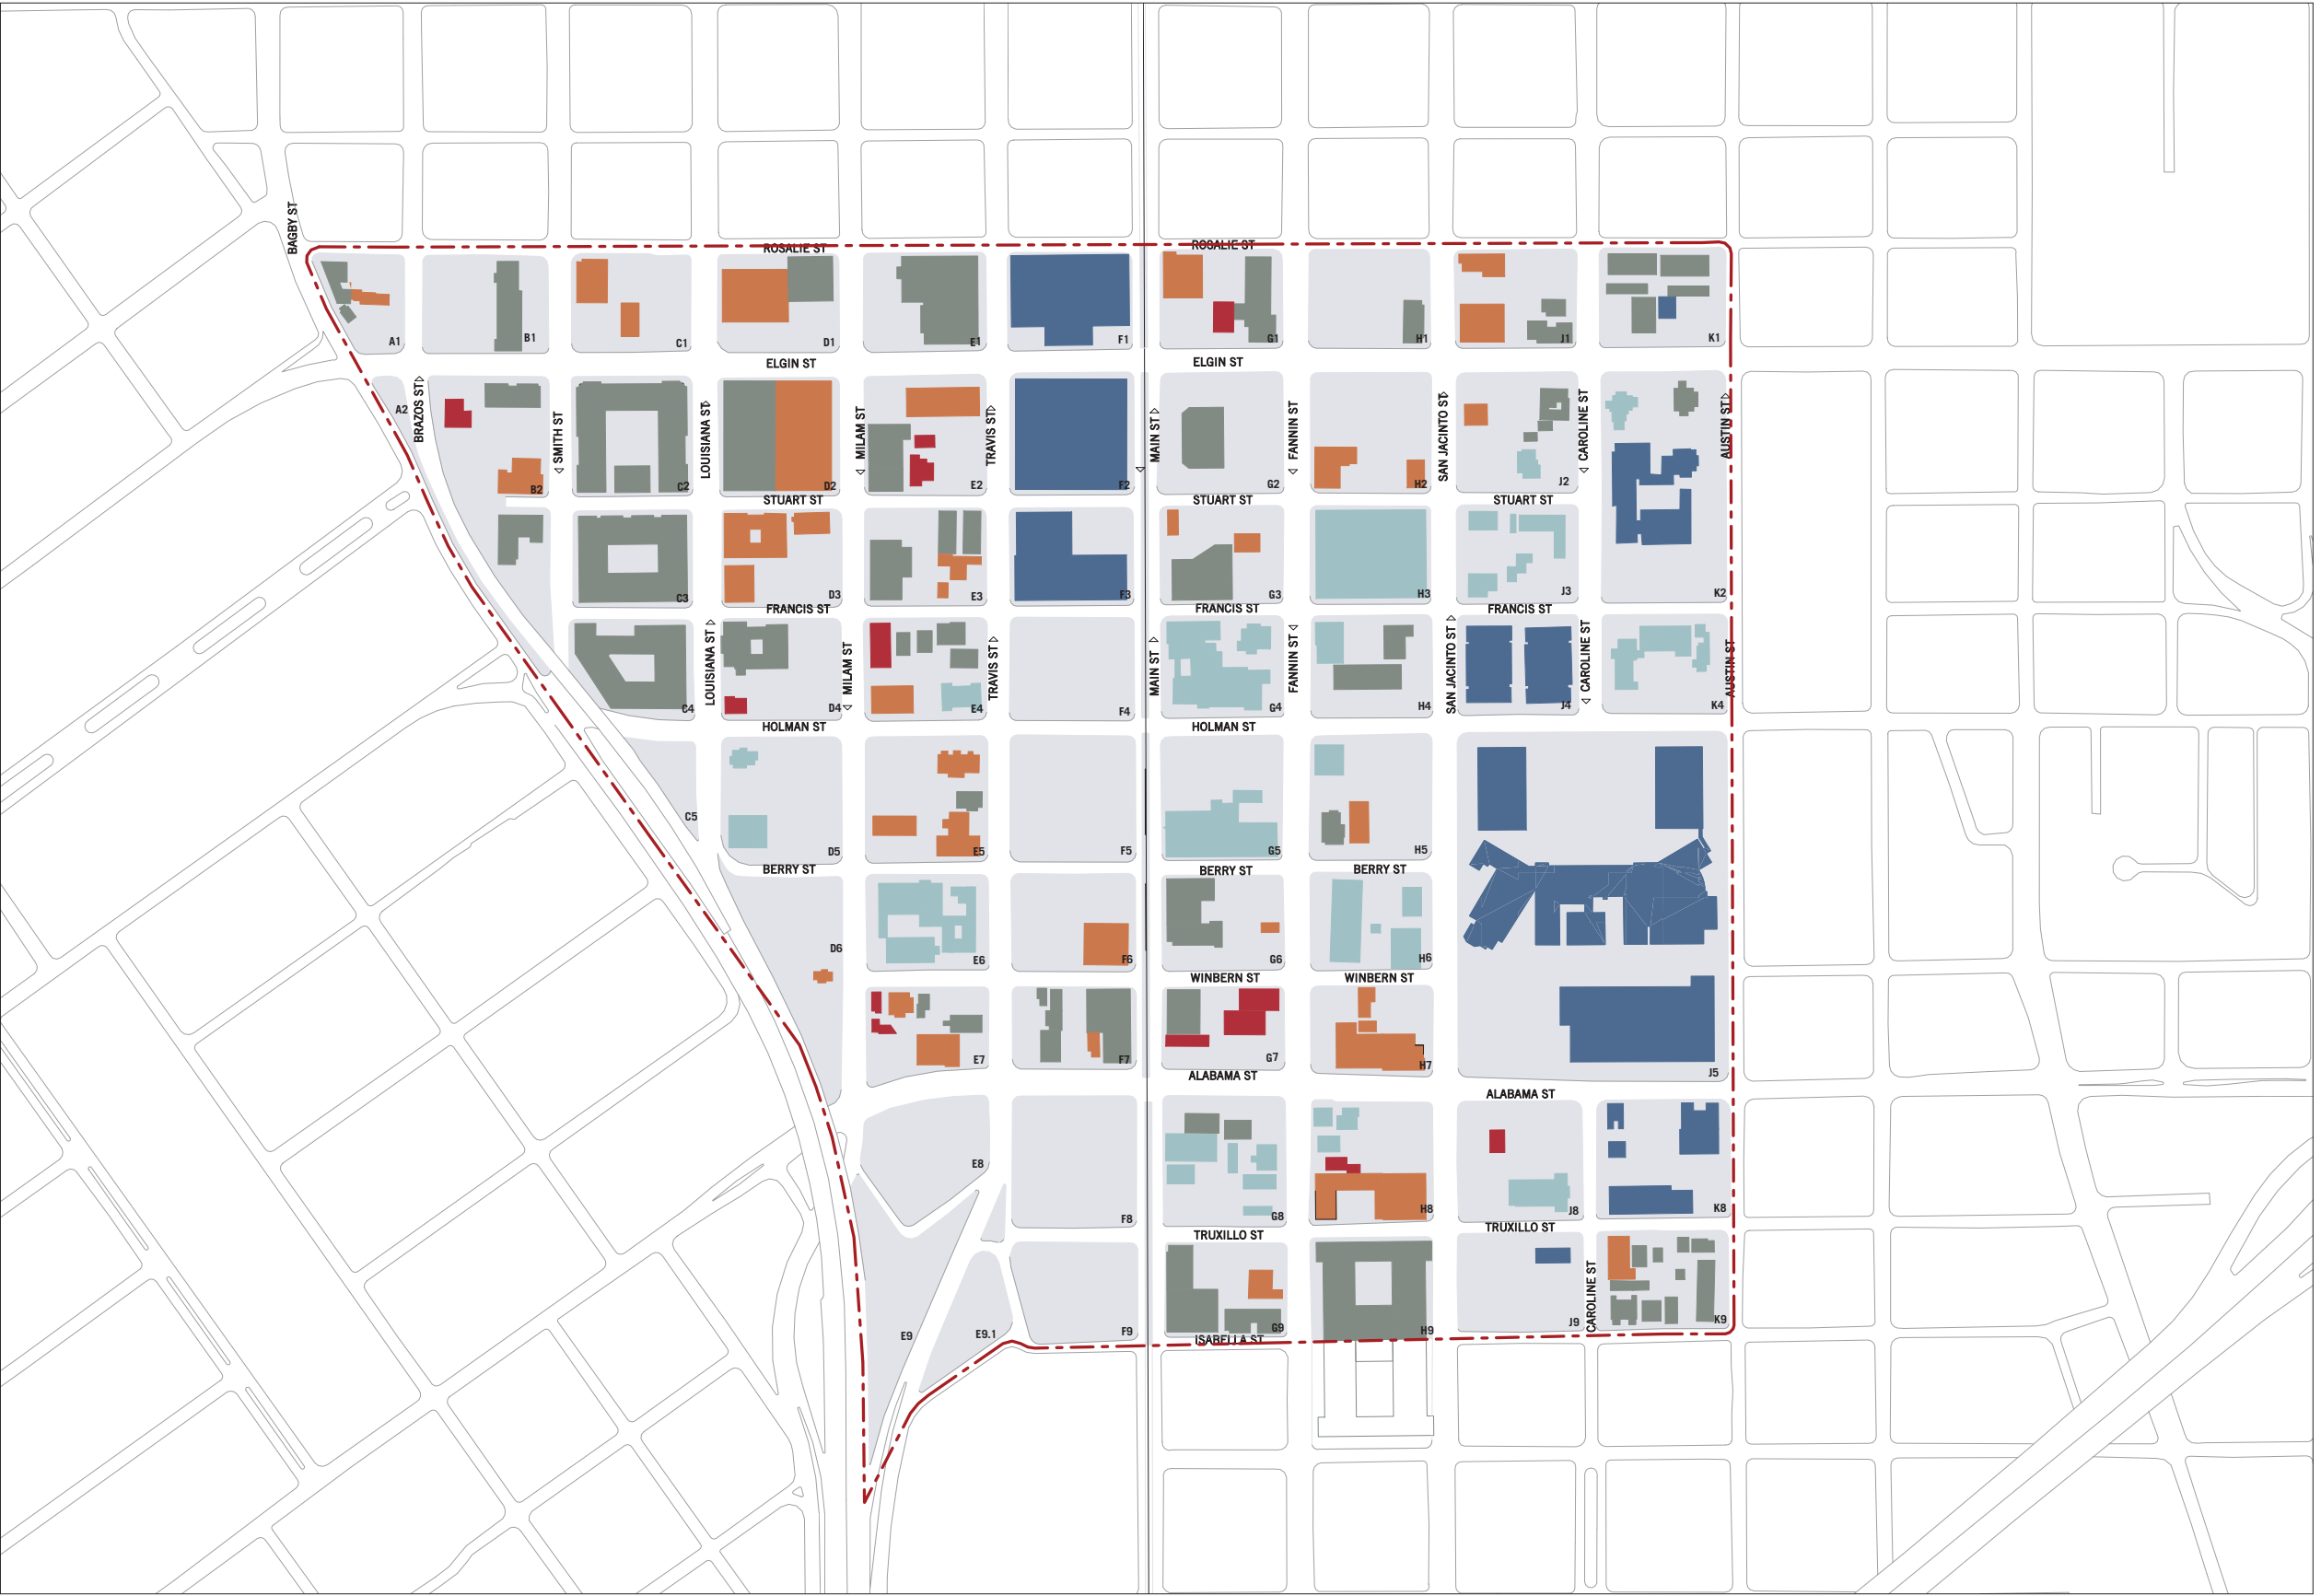 BAGBY ST
ROSALIE ST
ROSALIE ST
A1
B1
C1
D1
E1
F1
G1
H1
J1
K1
ELGIN ST
ELGIN ST
A2
BRAZOS ST
SMITH ST
LOUISIANA ST
MILAM ST
TRAVIS ST
MAIN ST
FANNIN ST
SAN JACINTO ST
CAROLINE ST
AUSTIN ST
B2
C2
D2
E2
F2
G2
H2
J2
STUART ST
STUART ST
STUART ST
C3
D3
E3
F3
G3
H3
J3
K2
FRANCIS ST
FRANCIS ST
FRANCIS ST
LOUISIANA ST
MILAM ST
TRAVIS ST
MAIN ST
FANNIN ST
SAN JACINTO ST
CAROLINE ST
AUSTIN ST
C4
D4
E4
F4
G4
H4
J4
K4
HOLMAN ST
HOLMAN ST
C5
D5
E5
F5
G5
H5
BERRY ST
BERRY ST
BERRY ST
D6
E6
F6
G6
H6
WINBERN ST
WINBERN ST
E7
F7
G7
H7
J5
ALABAMA ST
ALABAMA ST
E8
F8
G8
H8
J8
K8
TRUXILLO ST
TRUXILLO ST
CAROLINE ST
E9
E9.1
F9
G9
H9
J9
K9
ISABELLA ST